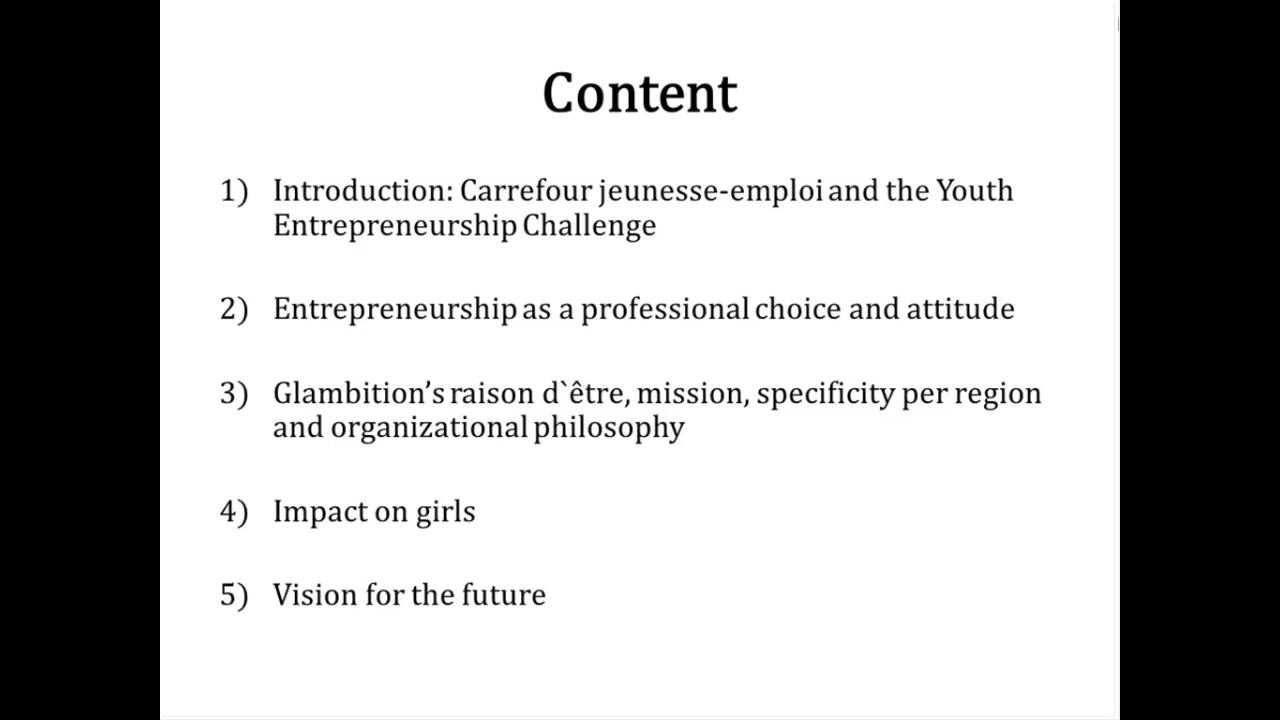 Content
1) Introduction: Carrefour jeunesse-emploi and the Youth
Entrepreneurship Challenge
2) Entrepreneurship as a professional choice and attitude
3) Glambition’s raison d`être, mission, specificity per region
and organizational philosophy
4) Impact on girls
5) Vision for the future